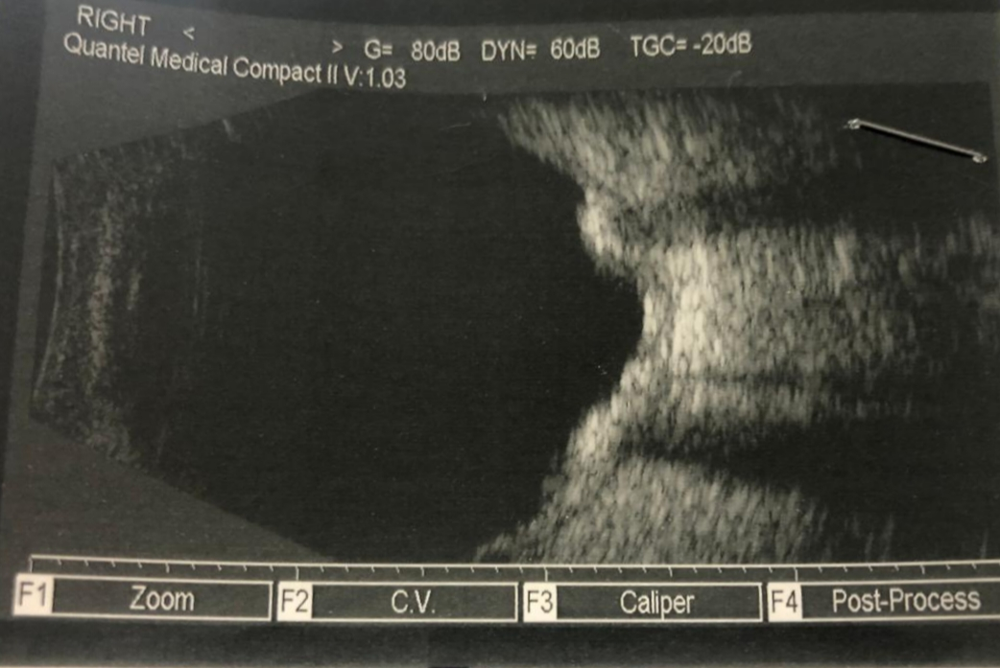 RIGHT < > G= 80dB DYN= 60dB TGC= -20dB
Quantel Medical Compact II V:1.03
F1 Zoom F2 C.V. F3 Caliper F4 Post-Process